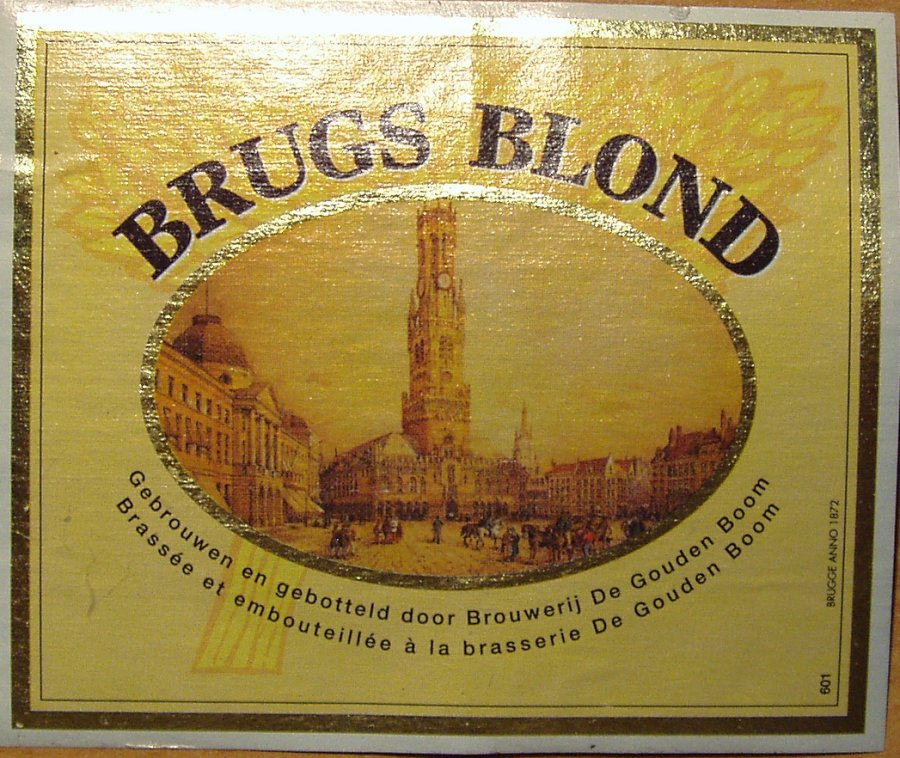 BRUGS BLOND
Gebrouwen en gebotteld door Brouwerij De Gouden Boom
Brassée et embouteillée à la brasserie De Gouden Boom
BRUGGE ANNO 1872
601